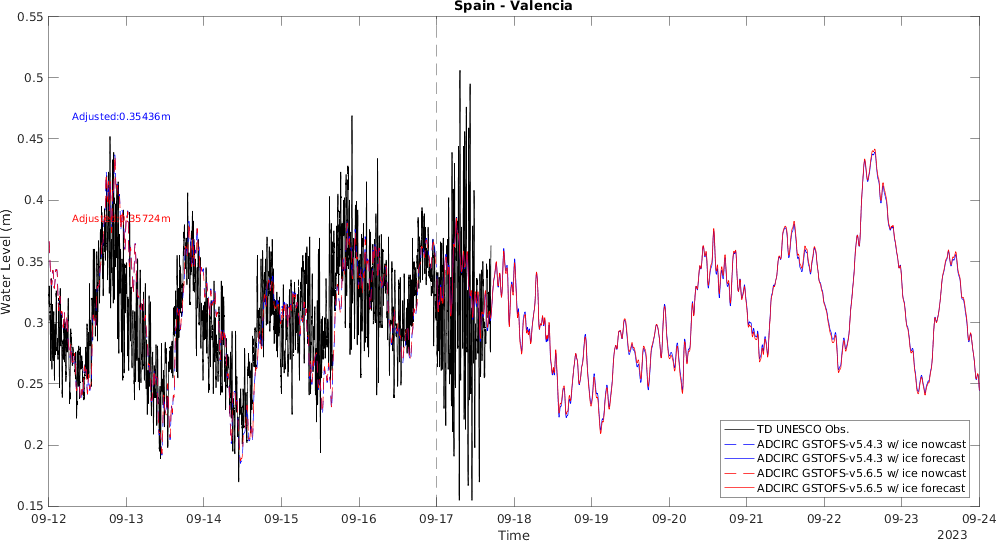 Spain - Valencia
Water Level (m)
0.55
0.5
0.45
0.4
0.35
0.3
0.25
0.2
0.15
Adjusted:0.35436m
Adjusted:0.35724m
TD UNESCO Obs.
ADCIRC GSTOFS-v5.4.3 w/ ice nowcast
ADCIRC GSTOFS-v5.4.3 w/ ice forecast
ADCIRC GSTOFS-v5.6.5 w/ ice nowcast
ADCIRC GSTOFS-v5.6.5 w/ ice forecast
09-12 09-13 09-14 09-15 09-16 09-17 09-18 09-19 09-20 09-21 09-22 09-23 09-24
Time
2023